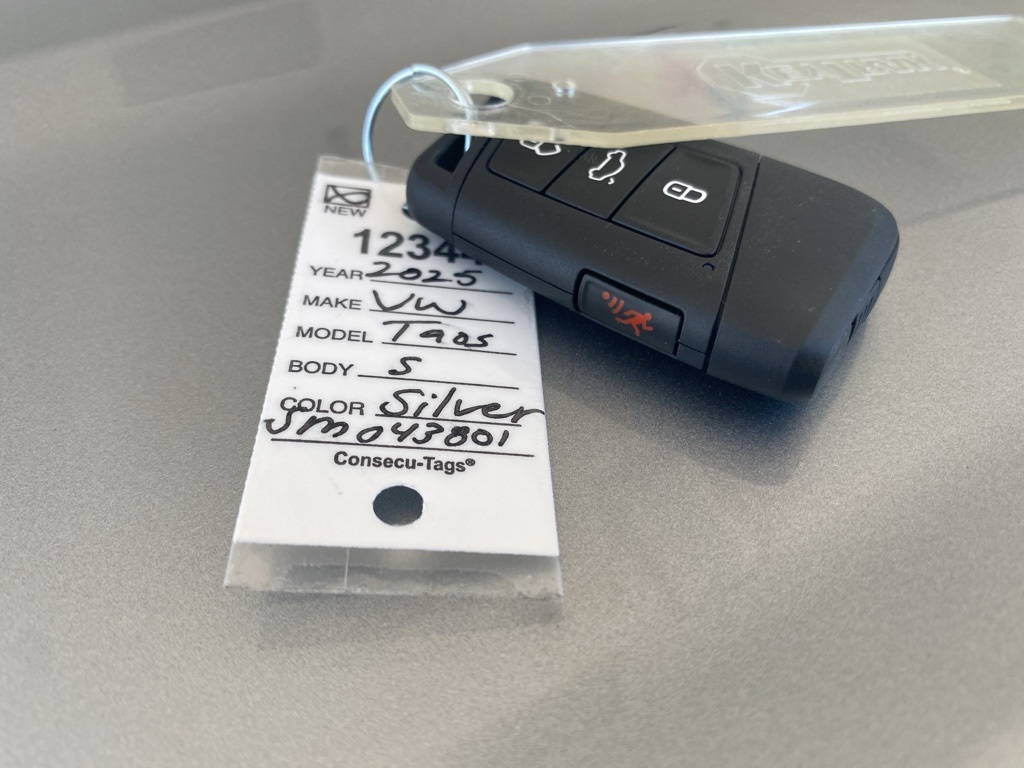 NEW
1234
YEAR 2025
MAKE VW
MODEL Taos
BODY S
COLOR Silver
SM043801
Consecu-Tags®